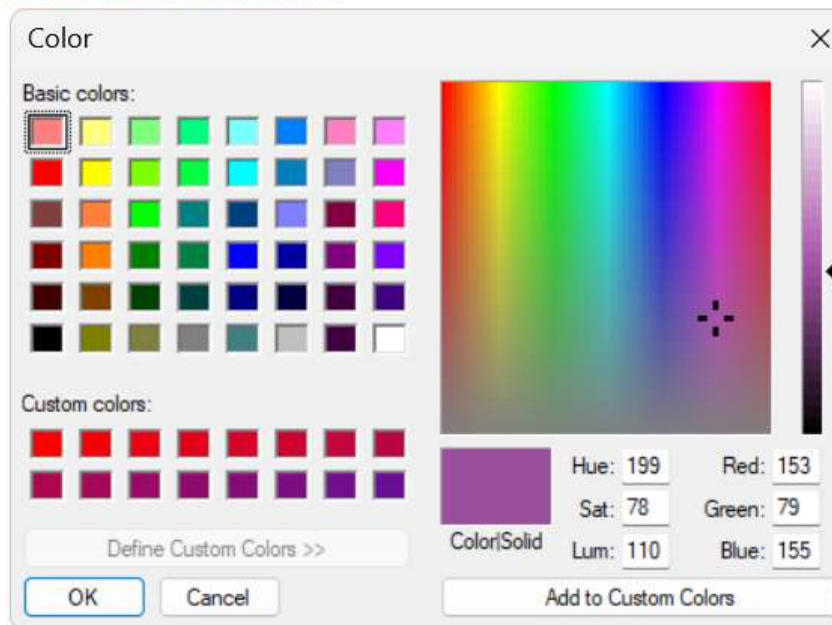 Color
Basic colors:
Custom colors:
Define Custom Colors >>
OK Cancel
Color|Solid
Hue: 199 Red: 153
Sat: 78 Green: 79
Lum: 110 Blue: 155
Add to Custom Colors